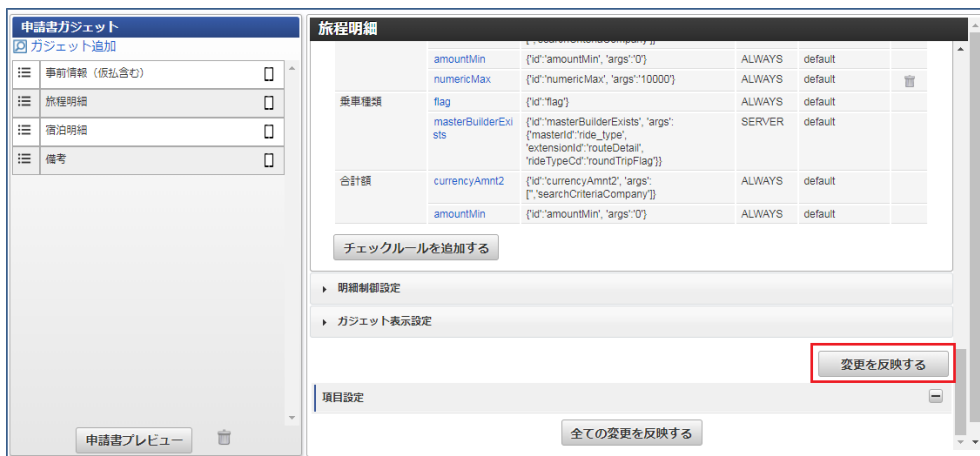 申請書ガジェット
ガジェット追加
事前情報（仮払含む）
旅程明細
宿泊明細
備考
申請書プレビュー
旅程明細
amountMin {'id':'amountMin', 'args':'0'} ALWAYS default
numericMax {'id':'numericMax', 'args':'10000'} ALWAYS default
乗車種類 flag {'id':'flag'} ALWAYS default
masterBuilderExi {'id':'masterBuilderExists', 'args': SERVER default
sts {'masterId':'ride_type',
'extensionId':'routeDetail',
'rideTypeCd':'roundTripFlag'}}
合計額 currencyAmnt2 {'id':'currencyAmnt2', 'args': ALWAYS default
['','searchCriteriaCompany']}
amountMin {'id':'amountMin', 'args':'0'} ALWAYS default
チェックルールを追加する
明細制御設定
ガジェット表示設定
変更を反映する
項目設定
全ての変更を反映する